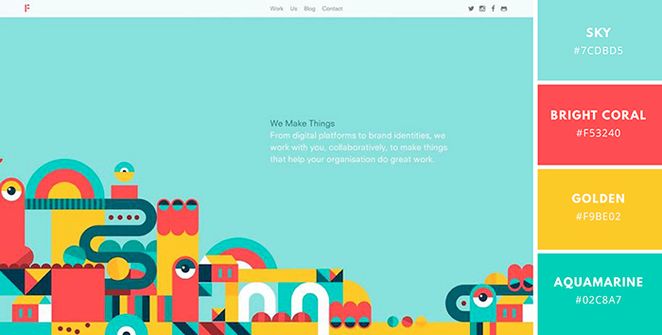 Work Us Blog Contact
We Make Things
From digital platforms to brand identities, we
work with you, collaboratively, to make things
that help your organisation do great work.
SKY
#7CDBD5
BRIGHT CORAL
#F53240
GOLDEN
#F9BE02
AQUAMARINE
#02C8A7